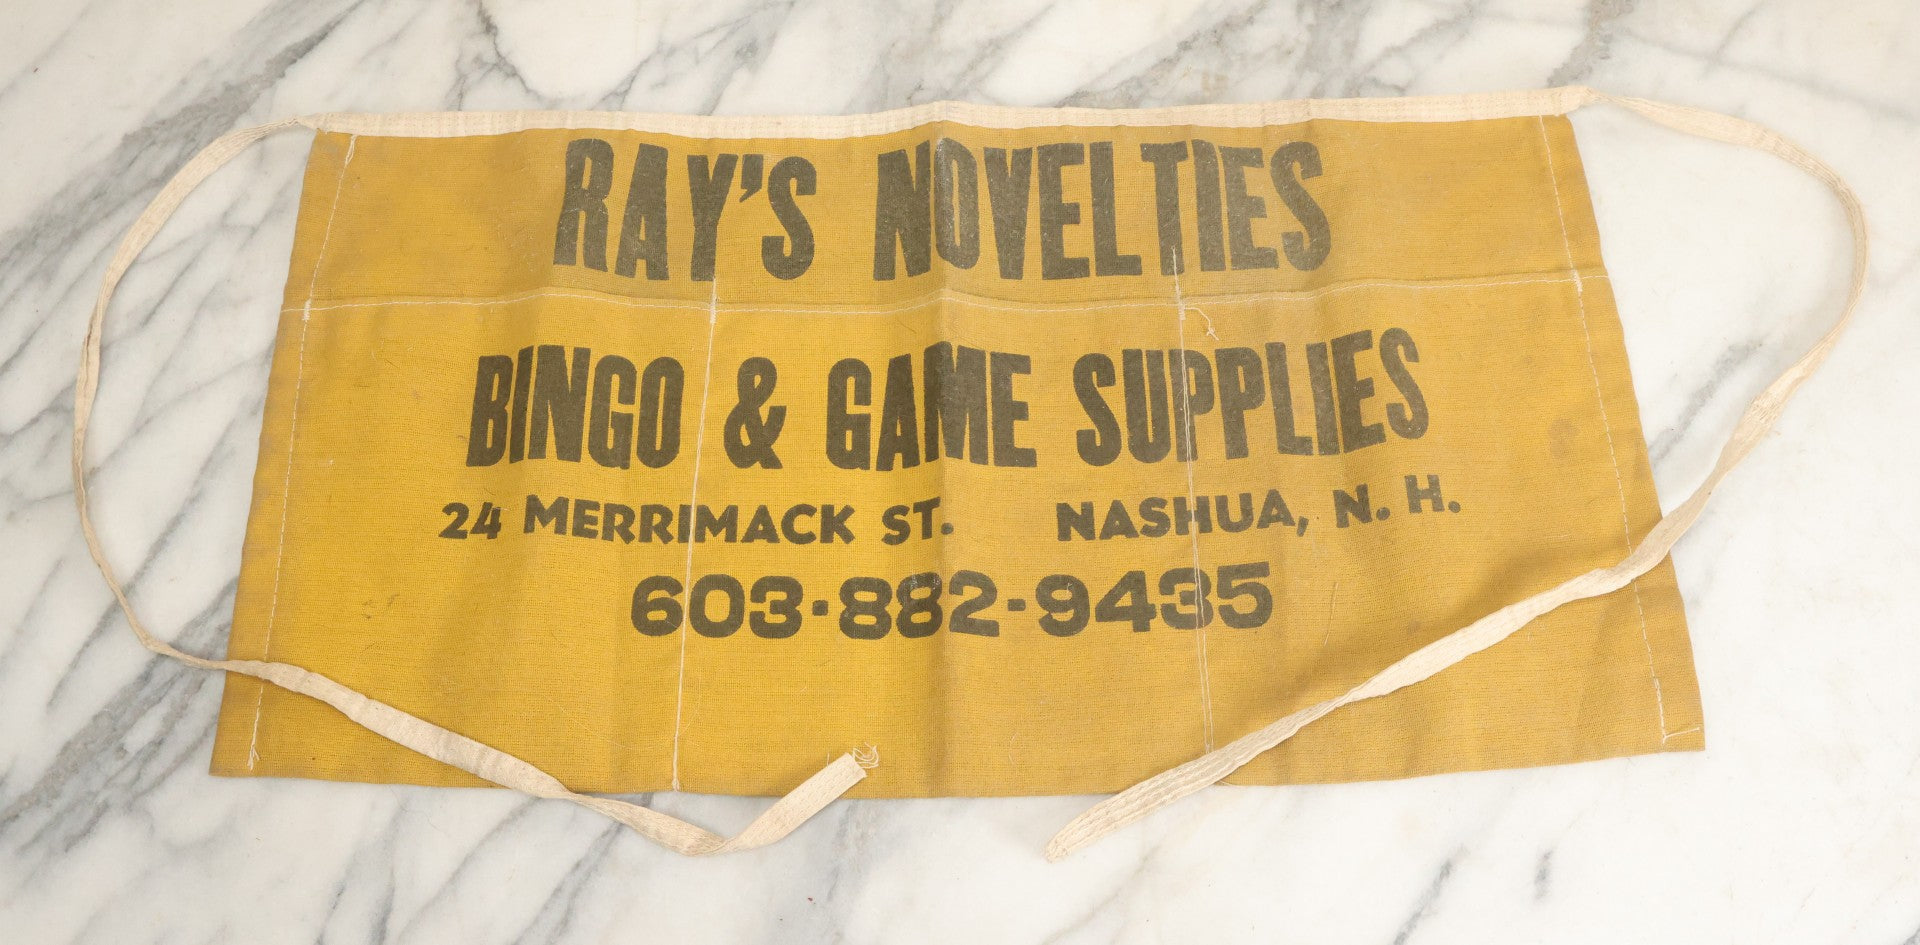 RAY'S NOVELTIES
BINGO & GAME SUPPLIES
24 MERRIMACK ST. NASHUA, N. H.
603-882-9435